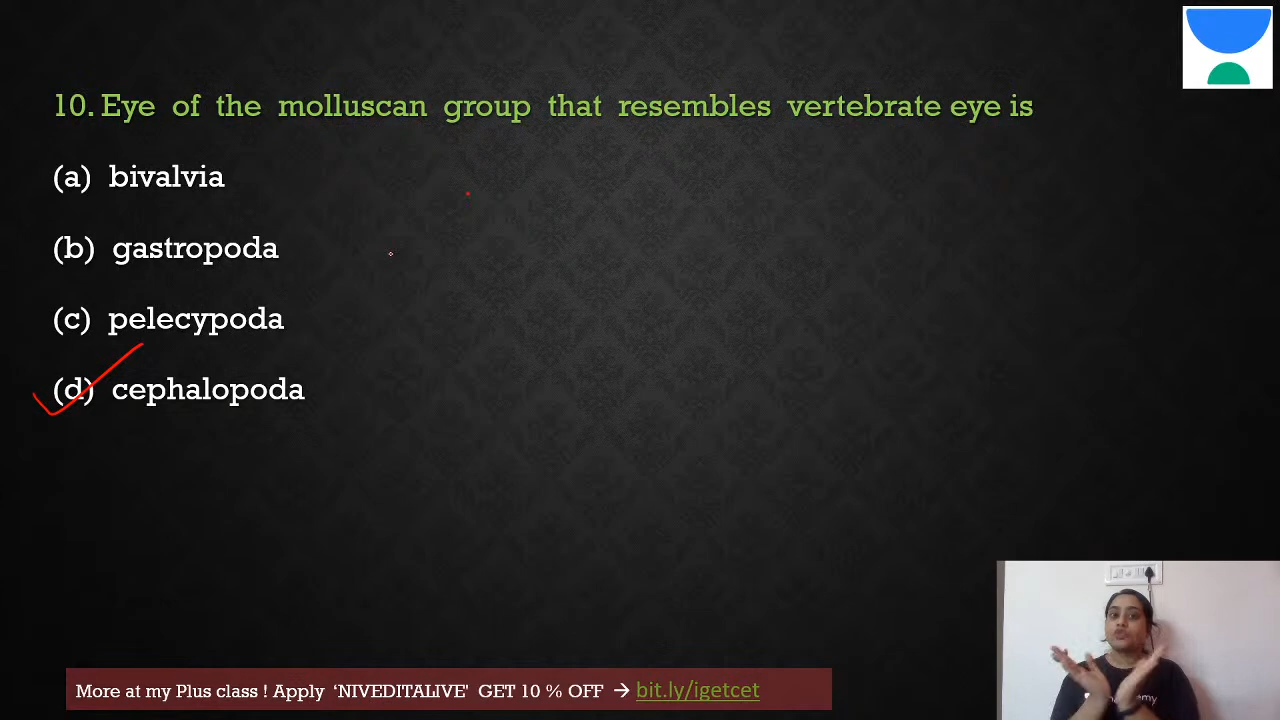 10. Eye of the molluscan group that resembles vertebrate eye is
(a) bivalvia
(b) gastropoda
(c) pelecypoda
(d) cephalopoda
More at my Plus class ! Apply ‘NIVEDITALIVE’ GET 10 % OFF → bit.ly/igetcet